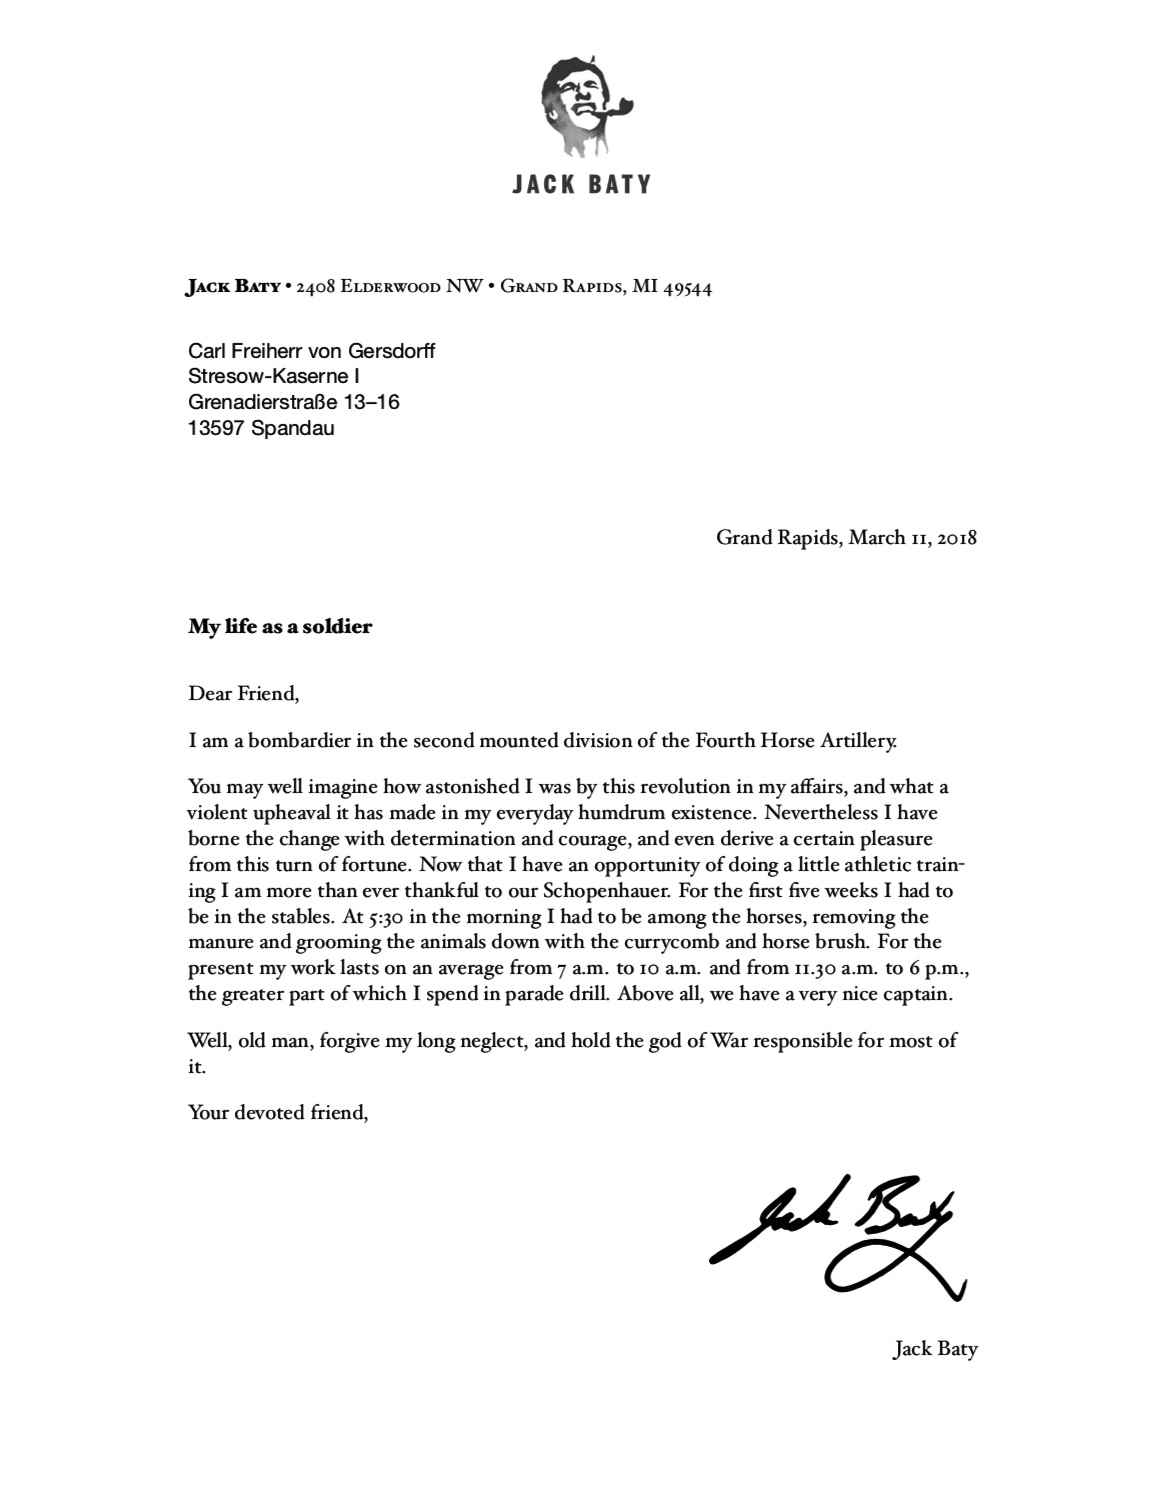 JACK BATY
Jack Baty • 2408 Elderwood NW • Grand Rapids, MI 49544
Carl Freiherr von Gersdorff
Stresow-Kaserne I
Grenadierstraße 13–16
13597 Spandau
Grand Rapids, March 11, 2018
My life as a soldier
Dear Friend,
I am a bombardier in the second mounted division of the Fourth Horse Artillery.
You may well imagine how astonished I was by this revolution in my affairs, and what a
violent upheaval it has made in my everyday humdrum existence. Nevertheless I have
borne the change with determination and courage, and even derive a certain pleasure
from this turn of fortune. Now that I have an opportunity of doing a little athletic train-
ing I am more than ever thankful to our Schopenhauer. For the first five weeks I had to
be in the stables. At 5:30 in the morning I had to be among the horses, removing the
manure and grooming the animals down with the currycomb and horse brush. For the
present my work lasts on an average from 7 a.m. to 10 a.m. and from 11.30 a.m. to 6 p.m.,
the greater part of which I spend in parade drill. Above all, we have a very nice captain.
Well, old man, forgive my long neglect, and hold the god of War responsible for most of
it.
Your devoted friend,
Jack Baty
Jack Baty